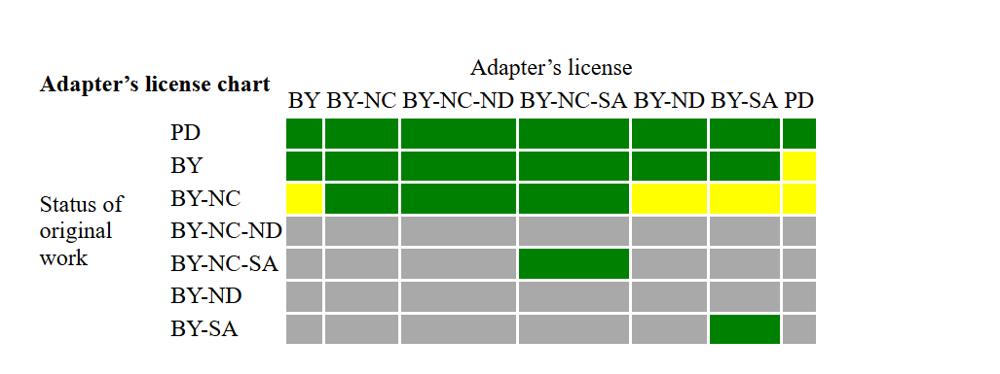 Adapter’s license chart
Adapter’s license
BY BY-NC BY-NC-ND BY-NC-SA BY-ND BY-SA PD
Status of
original
work
PD
BY
BY-NC
BY-NC-ND
BY-NC-SA
BY-ND
BY-SA